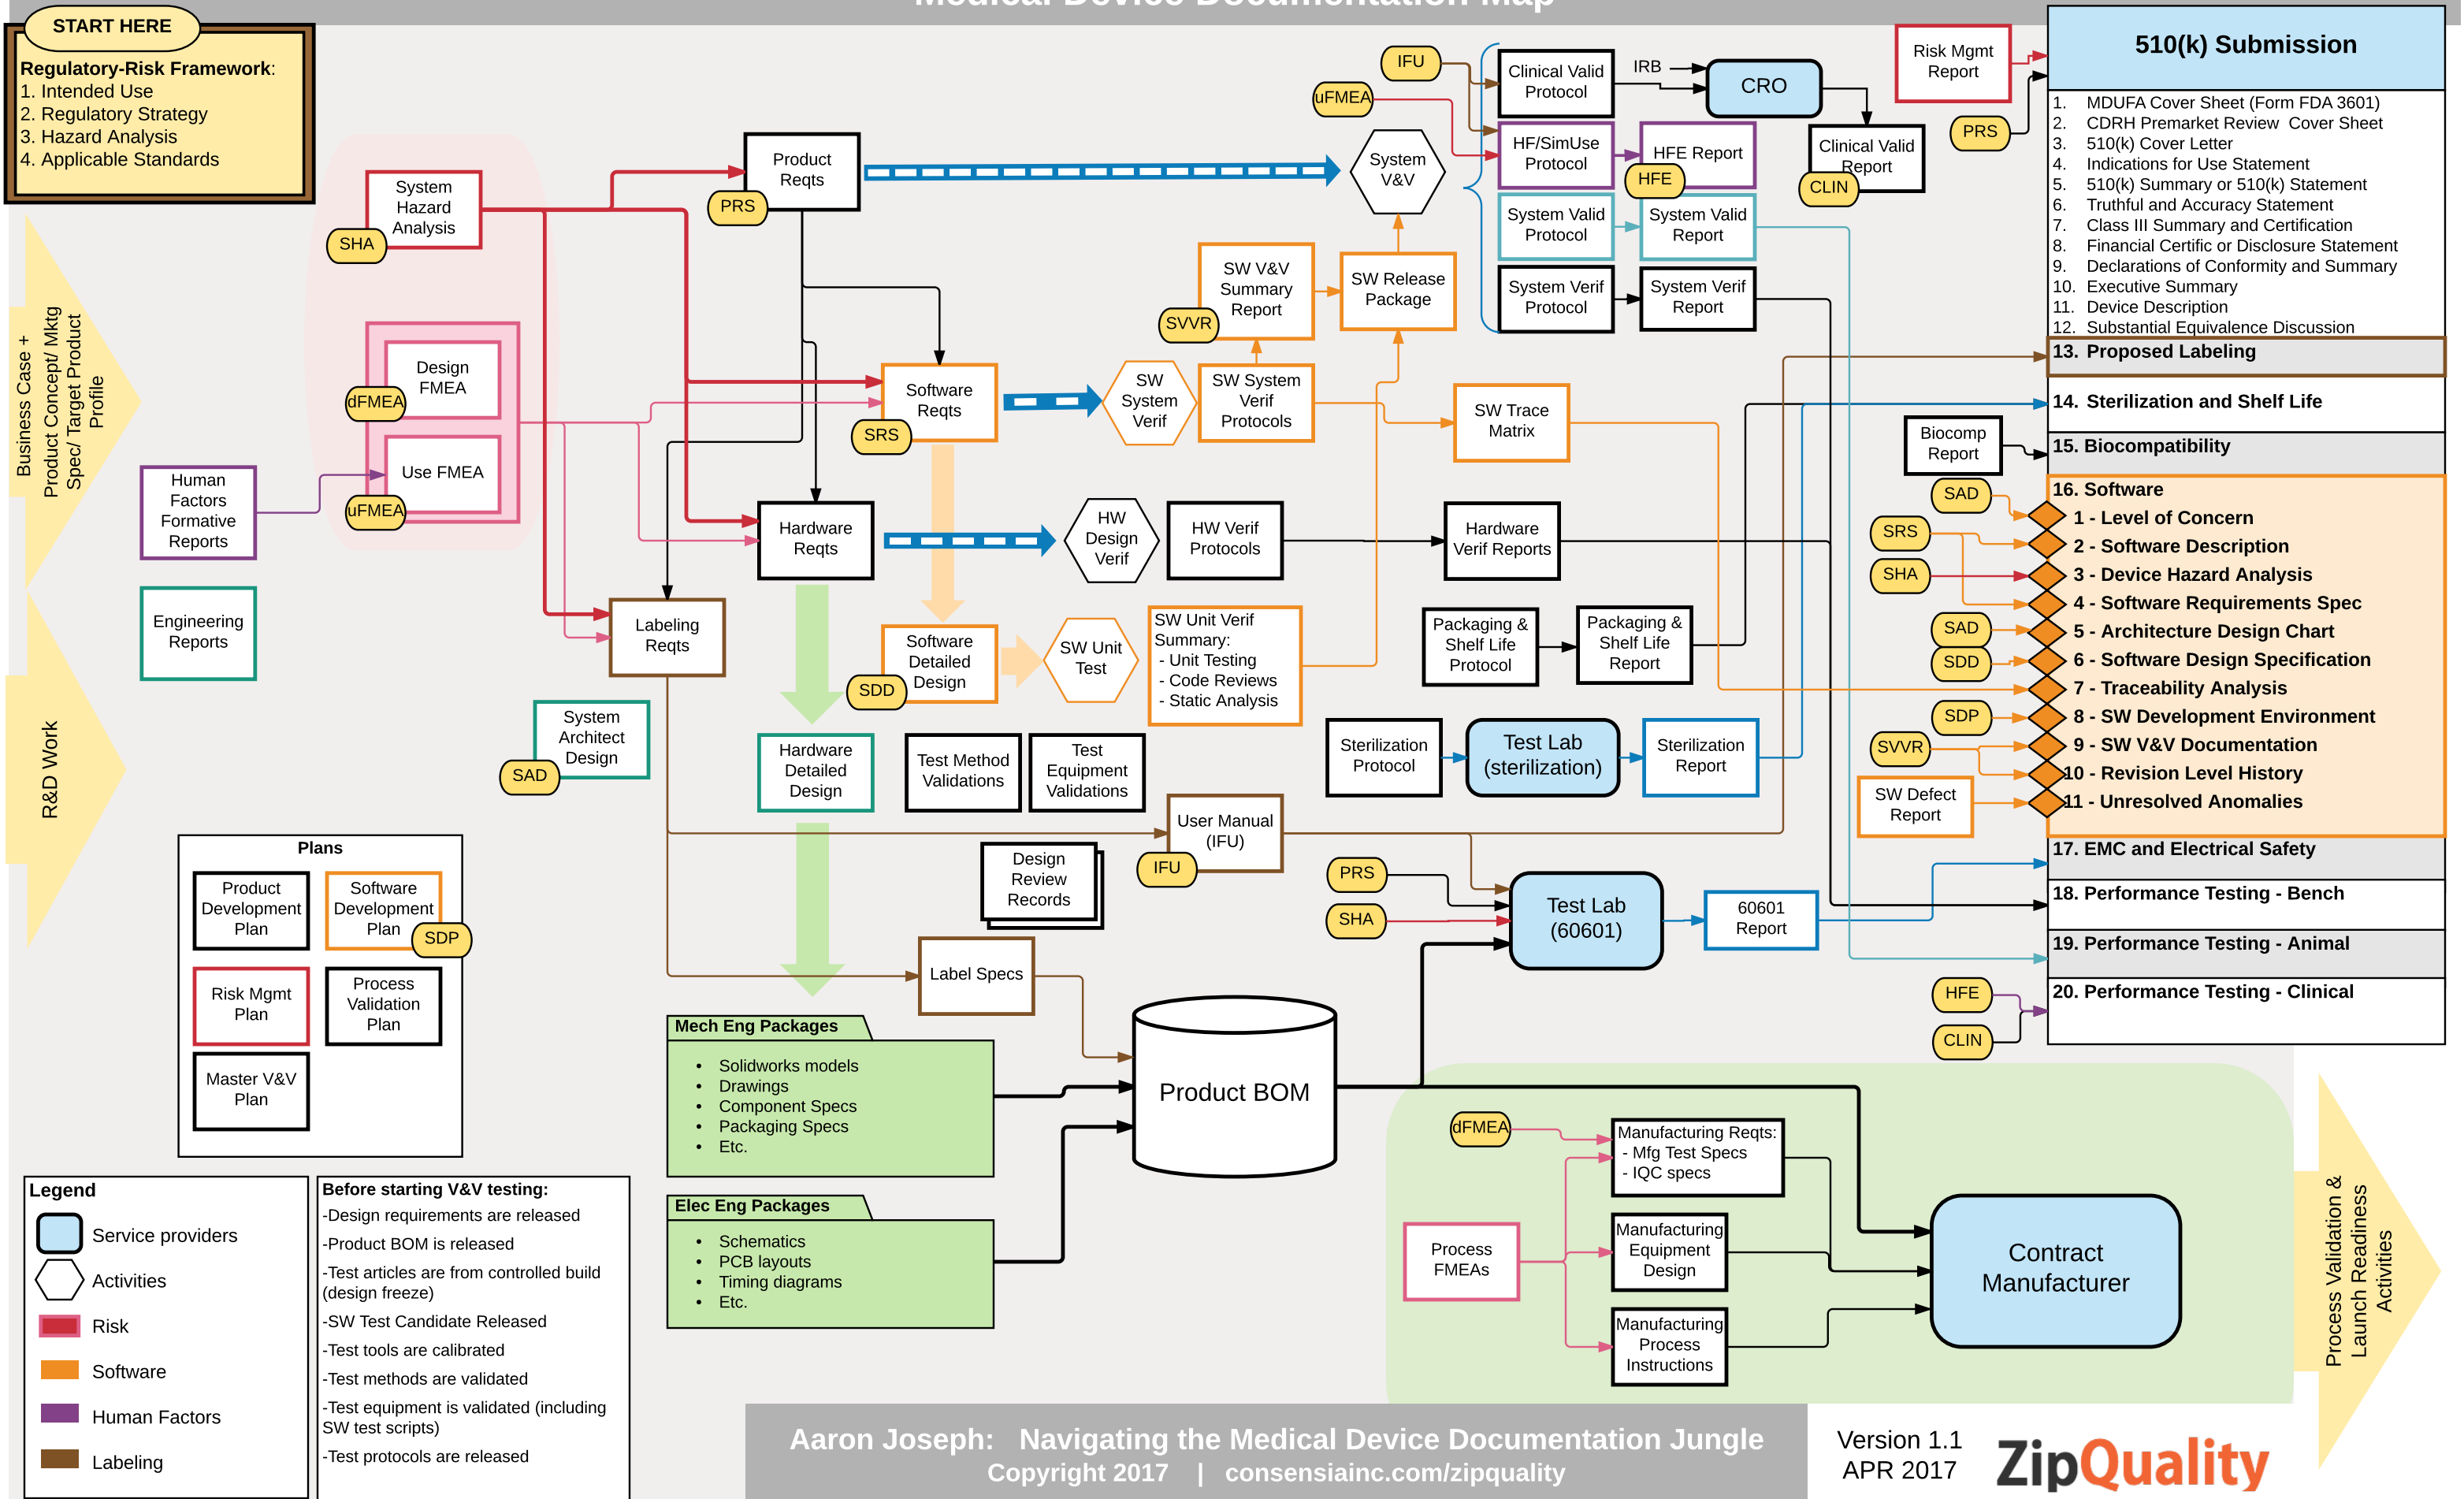 Medical Device Documentation Map
START HERE
Regulatory-Risk Framework:
1. Intended Use
2. Regulatory Strategy
3. Hazard Analysis
4. Applicable Standards
Business Case +
Product Concept/ Mktg
Spec/ Target Product
Profile
R&D Work
System
Hazard
Analysis
SHA
Design
FMEA
dFMEA
Use FMEA
uFMEA
Human
Factors
Formative
Reports
Engineering
Reports
Product
Reqts
PRS
Software
Reqts
SRS
Hardware
Reqts
Labeling
Reqts
System
Architect
Design
SAD
Software
Detailed
Design
SDD
Hardware
Detailed
Design
Test Method
Validations
Test
Equipment
Validations
Design
Review
Records
Label Specs
User Manual
(IFU)
IFU
SW
System
Verif
SW System
Verif
Protocols
SW V&V
Summary
Report
SVVR
SW Release
Package
SW Trace
Matrix
HW
Design
Verif
HW Verif
Protocols
Hardware
Verif Reports
SW Unit
Test
SW Unit Verif
Summary:
- Unit Testing
- Code Reviews
- Static Analysis
Packaging &
Shelf Life
Protocol
Packaging &
Shelf Life
Report
Sterilization
Protocol
Test Lab
(sterilization)
Sterilization
Report
PRS
SHA
Test Lab
(60601)
60601
Report
System
V&V
IFU
uFMEA
Clinical Valid
Protocol
IRB
CRO
Clinical Valid
Report
CLIN
HF/SimUse
Protocol
HFE Report
HFE
System Valid
Protocol
System Valid
Report
System Verif
Protocol
System Verif
Report
Risk Mgmt
Report
PRS
510(k) Submission
1. MDUFA Cover Sheet (Form FDA 3601)
2. CDRH Premarket Review Cover Sheet
3. 510(k) Cover Letter
4. Indications for Use Statement
5. 510(k) Summary or 510(k) Statement
6. Truthful and Accuracy Statement
7. Class III Summary and Certification
8. Financial Certific or Disclosure Statement
9. Declarations of Conformity and Summary
10. Executive Summary
11. Device Description
12. Substantial Equivalence Discussion
13. Proposed Labeling
14. Sterilization and Shelf Life
Biocomp
Report
15. Biocompatibility
16. Software
SAD
1 - Level of Concern
SRS
2 - Software Description
SHA
3 - Device Hazard Analysis
4 - Software Requirements Spec
SAD
5 - Architecture Design Chart
SDD
6 - Software Design Specification
7 - Traceability Analysis
SDP
8 - SW Development Environment
SVVR
9 - SW V&V Documentation
10 - Revision Level History
SW Defect
Report
11 - Unresolved Anomalies
17. EMC and Electrical Safety
18. Performance Testing - Bench
19. Performance Testing - Animal
20. Performance Testing - Clinical
HFE
CLIN
Plans
Product
Development
Plan
Software
Development
Plan
SDP
Risk Mgmt
Plan
Process
Validation
Plan
Master V&V
Plan
Legend
Service providers
Activities
Risk
Software
Human Factors
Labeling
Before starting V&V testing:
-Design requirements are released
-Product BOM is released
-Test articles are from controlled build
(design freeze)
-SW Test Candidate Released
-Test tools are calibrated
-Test methods are validated
-Test equipment is validated (including
SW test scripts)
-Test protocols are released
Mech Eng Packages
• Solidworks models
• Drawings
• Component Specs
• Packaging Specs
• Etc.
Elec Eng Packages
• Schematics
• PCB layouts
• Timing diagrams
• Etc.
Product BOM
dFMEA
Manufacturing Reqts:
- Mfg Test Specs
- IQC specs
Process
FMEAs
Manufacturing
Equipment
Design
Manufacturing
Process
Instructions
Contract
Manufacturer
Process Validation &
Launch Readiness
Activities
Aaron Joseph: Navigating the Medical Device Documentation Jungle
Copyright 2017 | consensiainc.com/zipquality
Version 1.1
APR 2017
ZipQuality